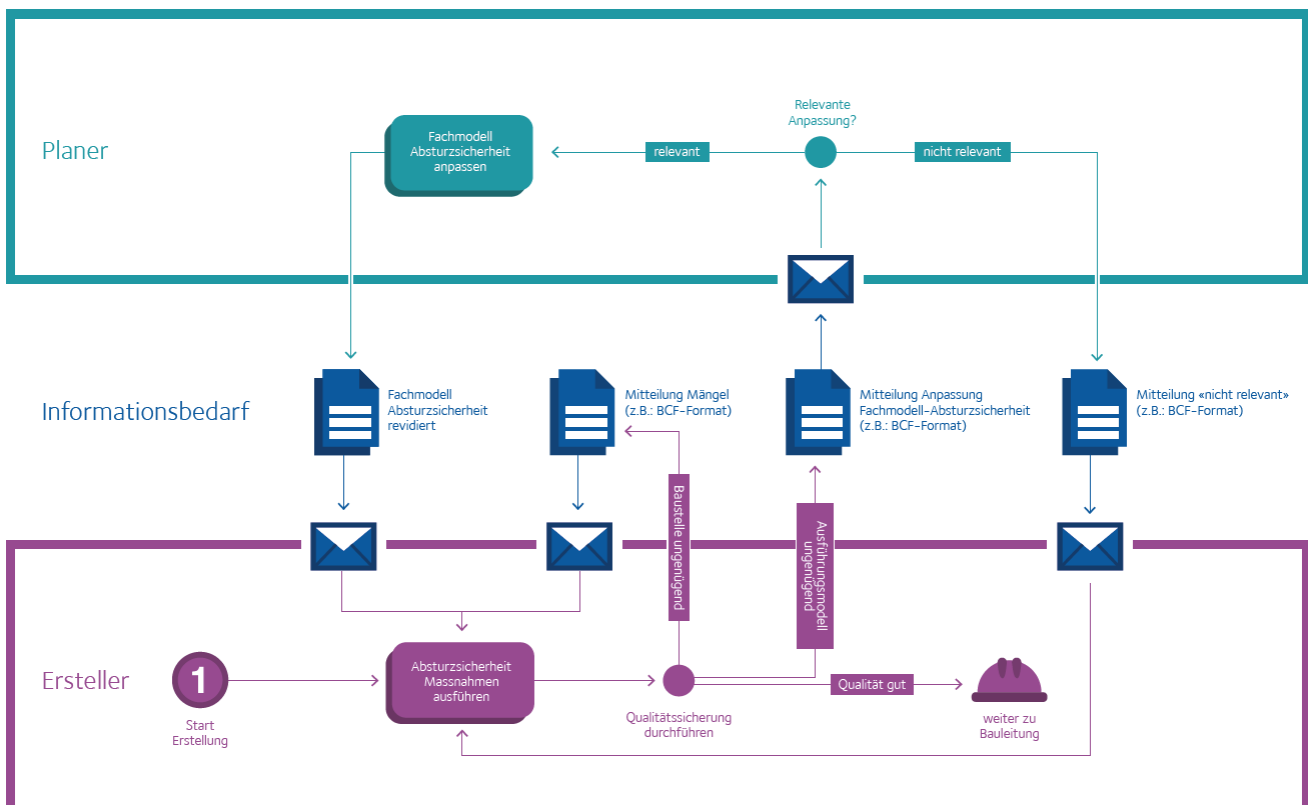 Planer
Fachmodell
Absturzsicherheit
anpassen
relevant
Relevante
Anpassung?
nicht relevant
Informationsbedarf
Fachmodell
Absturzsicherheit
revidiert
Mitteilung Mängel
(z.B.: BCF-Format)
Mitteilung Anpassung
Fachmodell-Absturzsicherheit
(z.B.: BCF-Format)
Mitteilung «nicht relevant»
(z.B.: BCF-Format)
Baustelle ungenügend
Ausführungsmodell
ungenügend
Ersteller
1
Start
Erstellung
Absturzsicherheit
Massnahmen
ausführen
Qualitätssicherung
durchführen
Qualität gut
weiter zu
Bauleitung